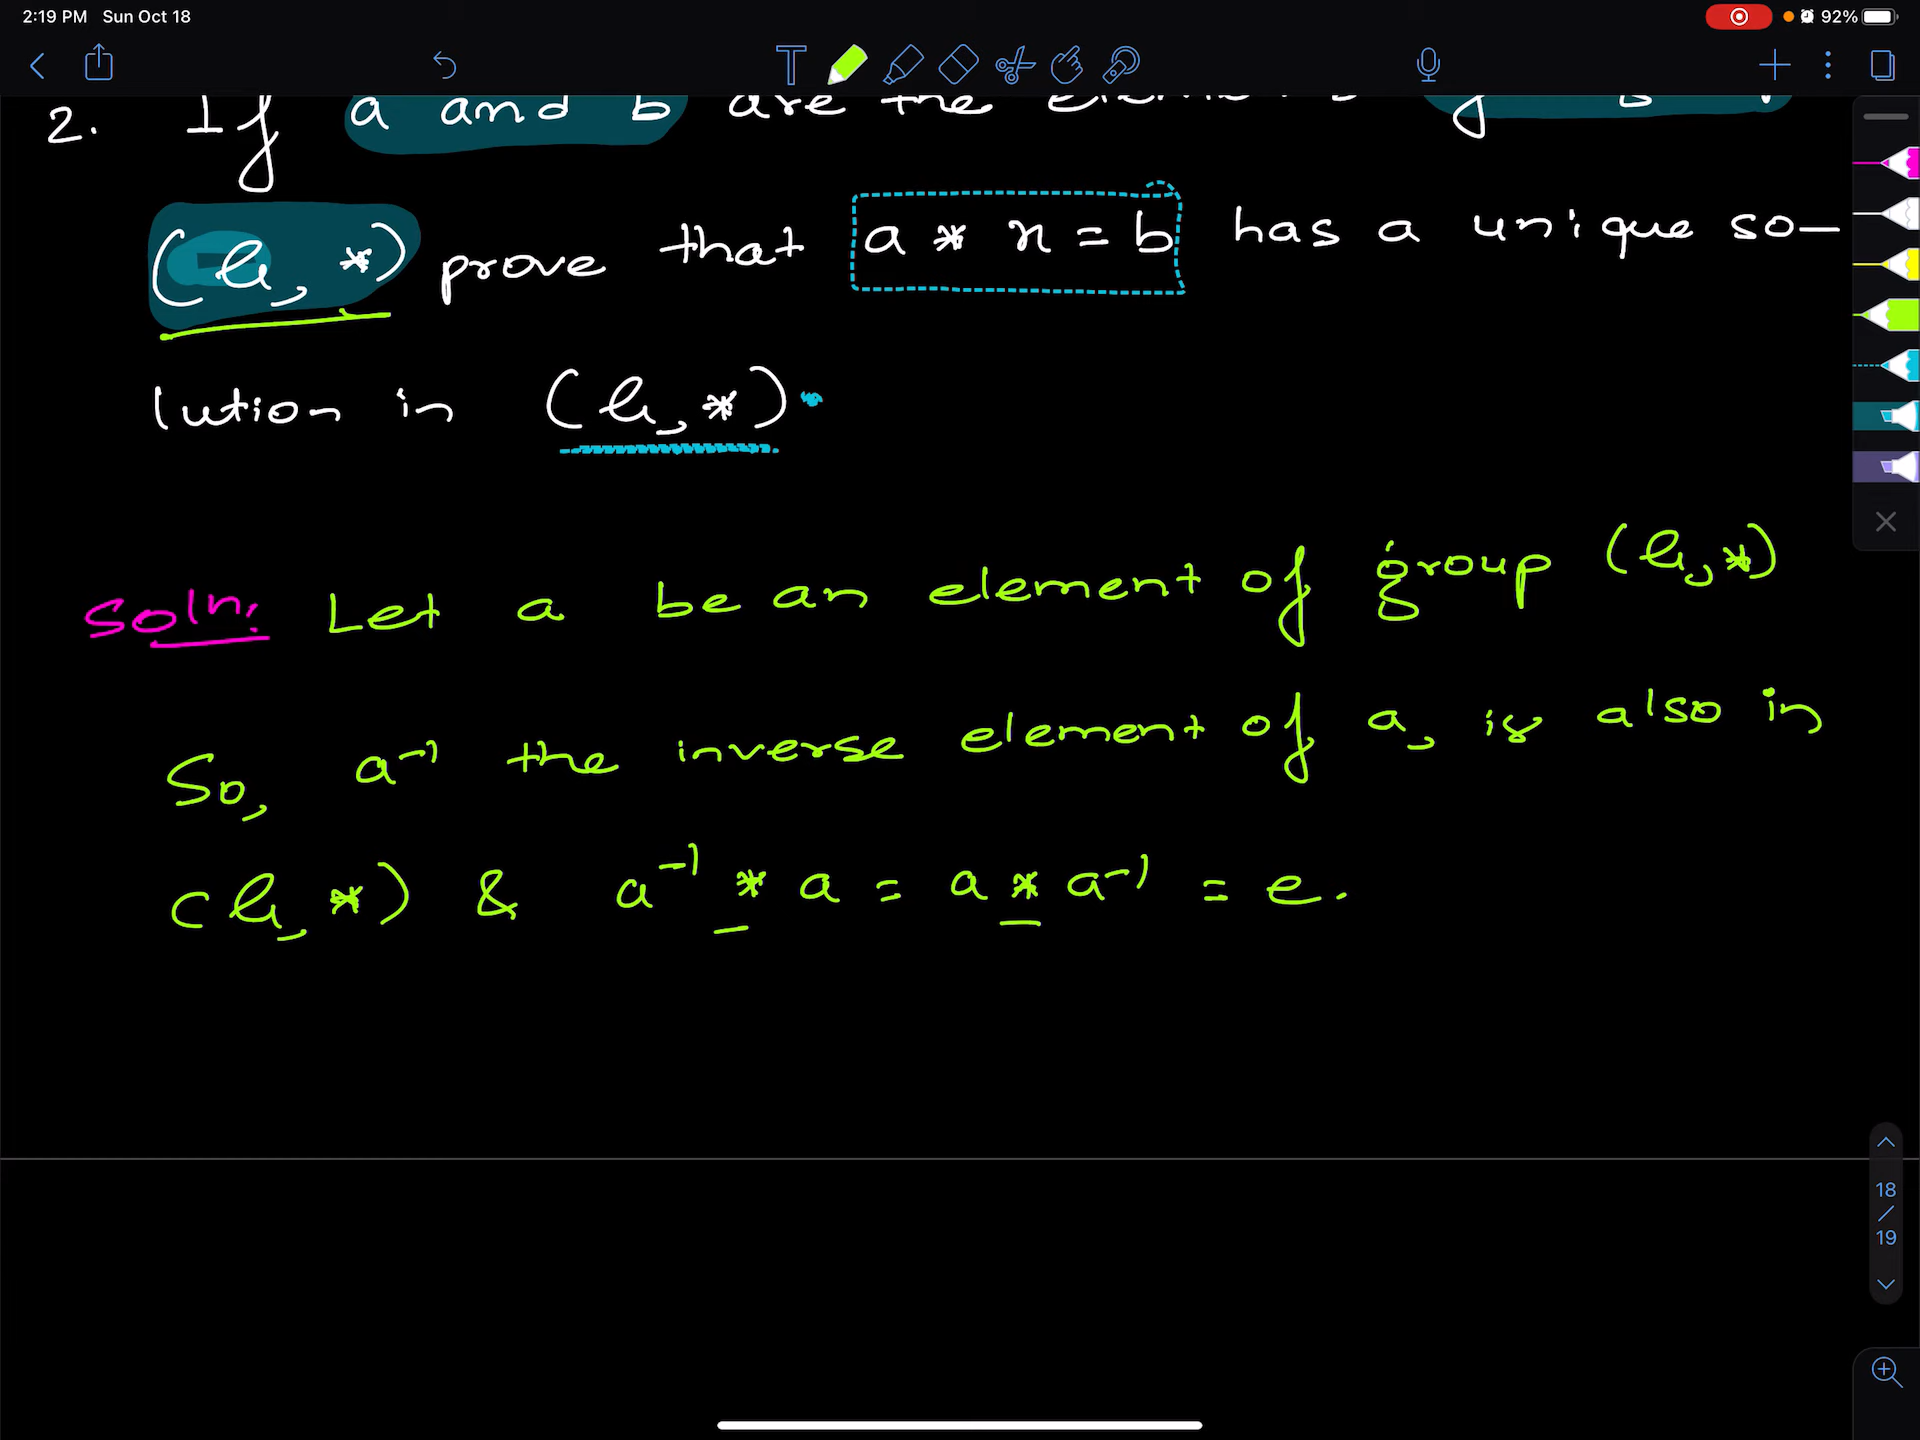 2:19 PM Sun Oct 18
92%
2. If a and b are the
(G, *) prove that a * x = b has a unique so-
lution in (G, *).
Soln: Let a be an element of group (G, *)
So, a⁻¹ the inverse element of a, is also in
(G, *) & a⁻¹ * a = a * a⁻¹ = e.
18
/
19